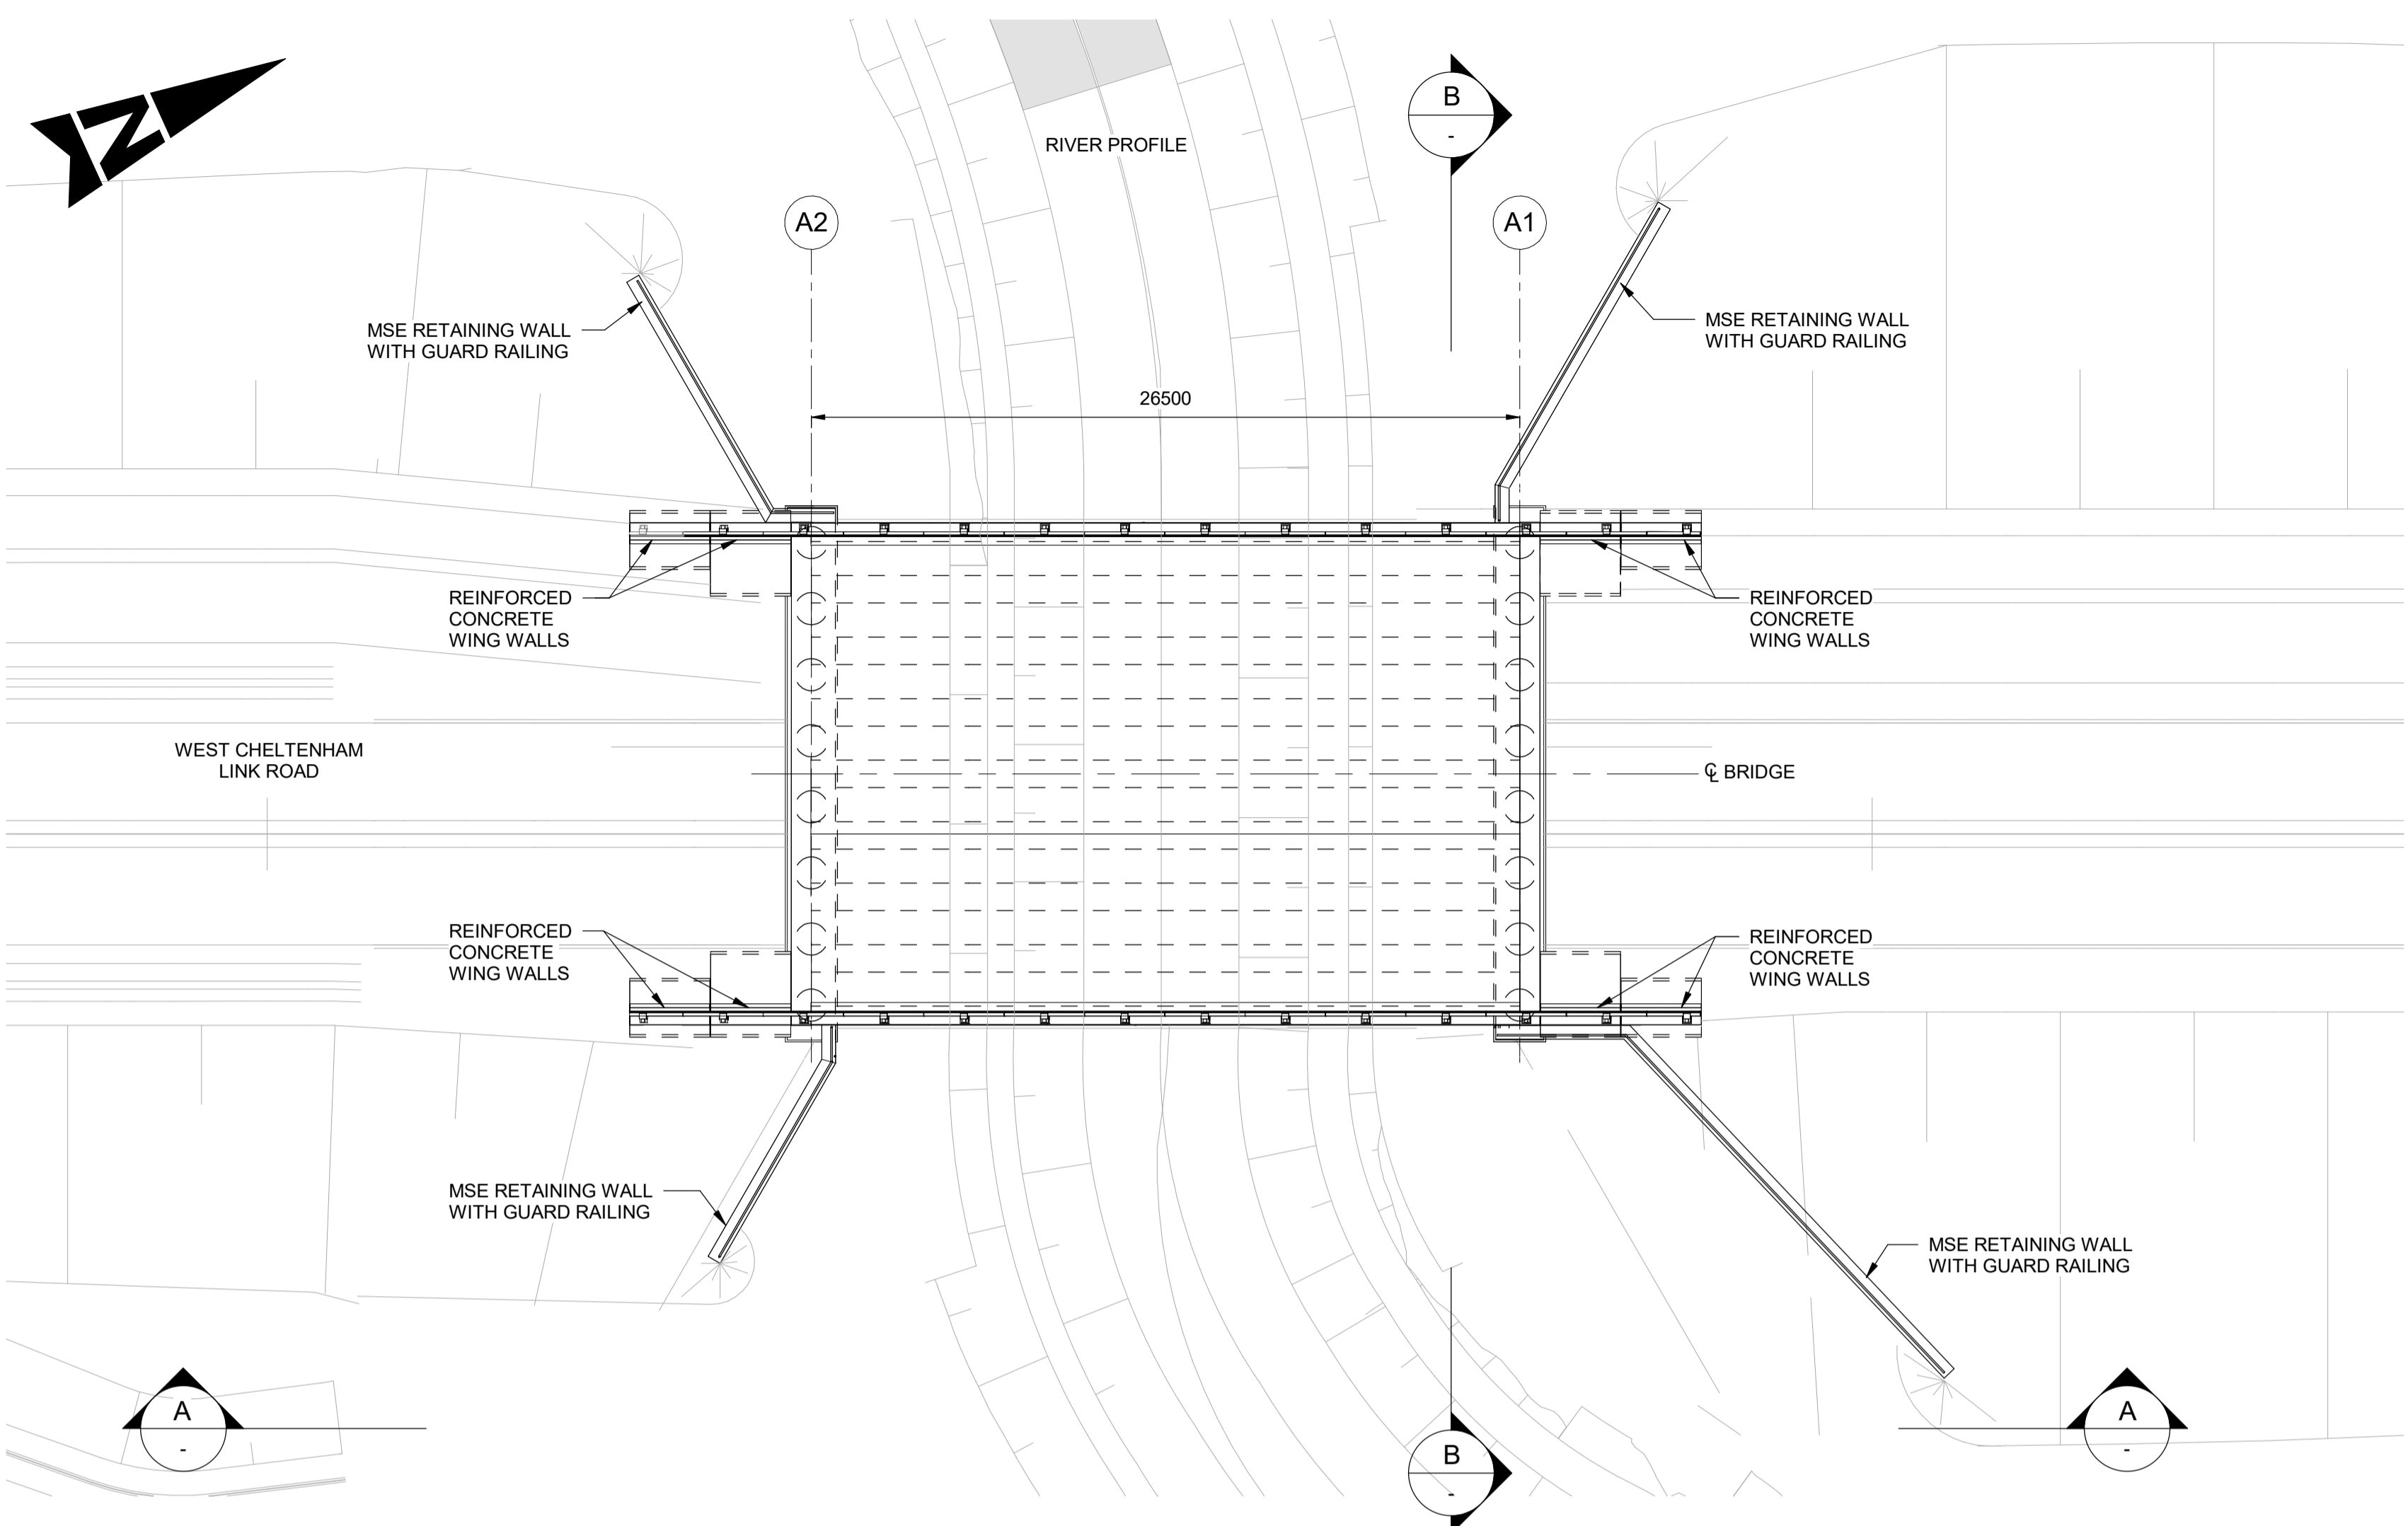 N
B
-
RIVER PROFILE
A2
A1
MSE RETAINING WALL
WITH GUARD RAILING
MSE RETAINING WALL
WITH GUARD RAILING
26500
REINFORCED
CONCRETE
WING WALLS
REINFORCED
CONCRETE
WING WALLS
WEST CHELTENHAM
LINK ROAD
℄ BRIDGE
REINFORCED
CONCRETE
WING WALLS
REINFORCED
CONCRETE
WING WALLS
MSE RETAINING WALL
WITH GUARD RAILING
MSE RETAINING WALL
WITH GUARD RAILING
A
-
A
-
B
-